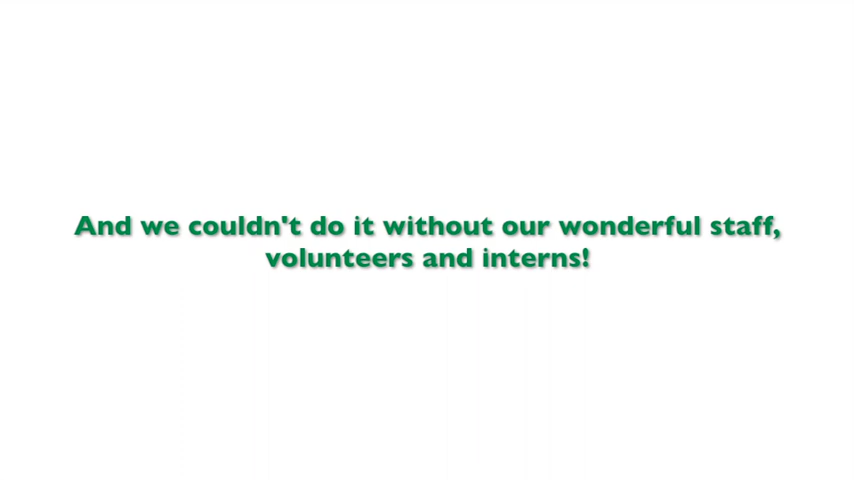 And we couldn't do it without our wonderful staff,
volunteers and interns!